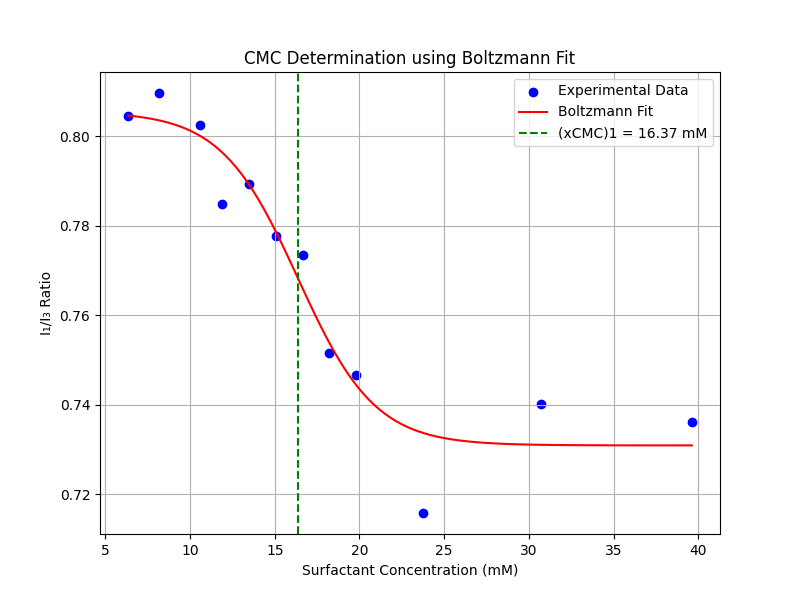 CMC Determination using Boltzmann Fit
Experimental Data
Boltzmann Fit
(xCMC)1 = 16.37 mM
I₁/I₃ Ratio
0.80
0.78
0.76
0.74
0.72
5 10 15 20 25 30 35 40
Surfactant Concentration (mM)